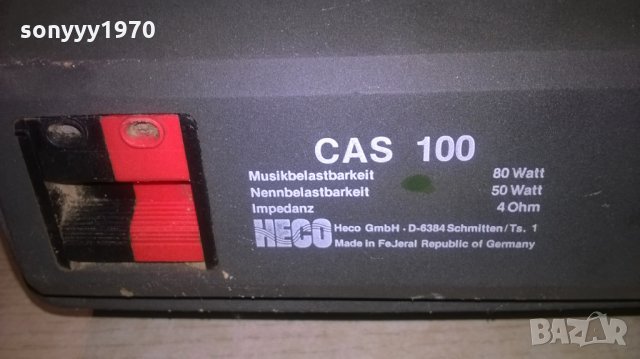 sonyyy1970
CAS 100
Musikbelastbarkeit 80 Watt
Nennbelastbarkeit 50 Watt
Impedanz 4 Ohm
HECO Heco GmbH · D-6384 Schmitten/Ts. 1
Made in FeJeral Republic of Germany
BAZAR